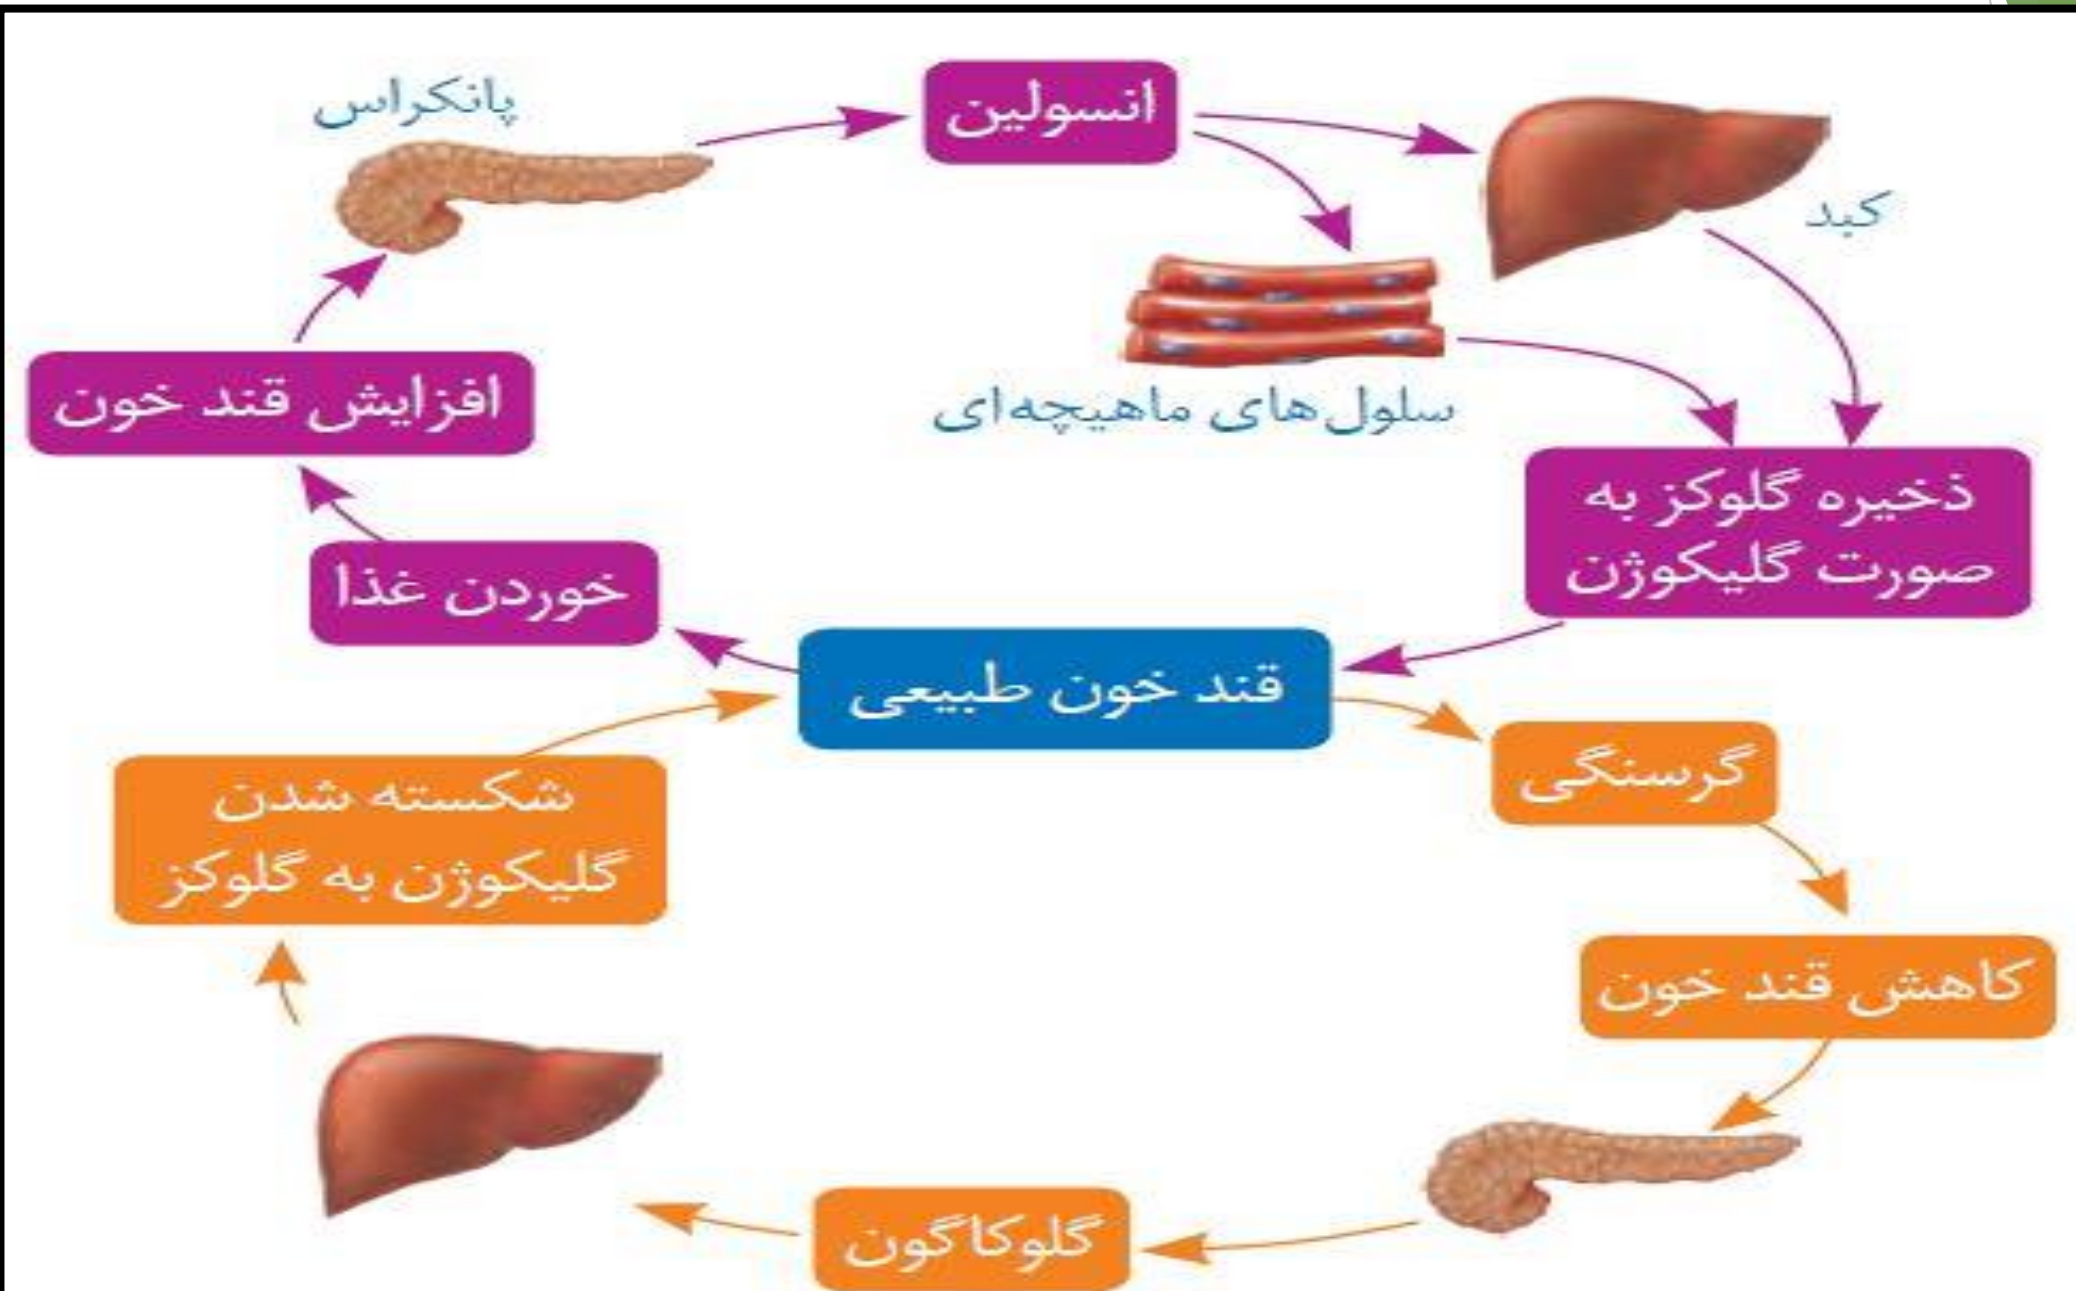 پانکراس
انسولین
کبد
سلول‌های ماهیچه‌ای
افزایش قند خون
ذخیره گلوکز به
صورت گلیکوژن
خوردن غذا
قند خون طبیعی
گرسنگی
شکسته شدن
گلیکوژن به گلوکز
کاهش قند خون
گلوکاگون